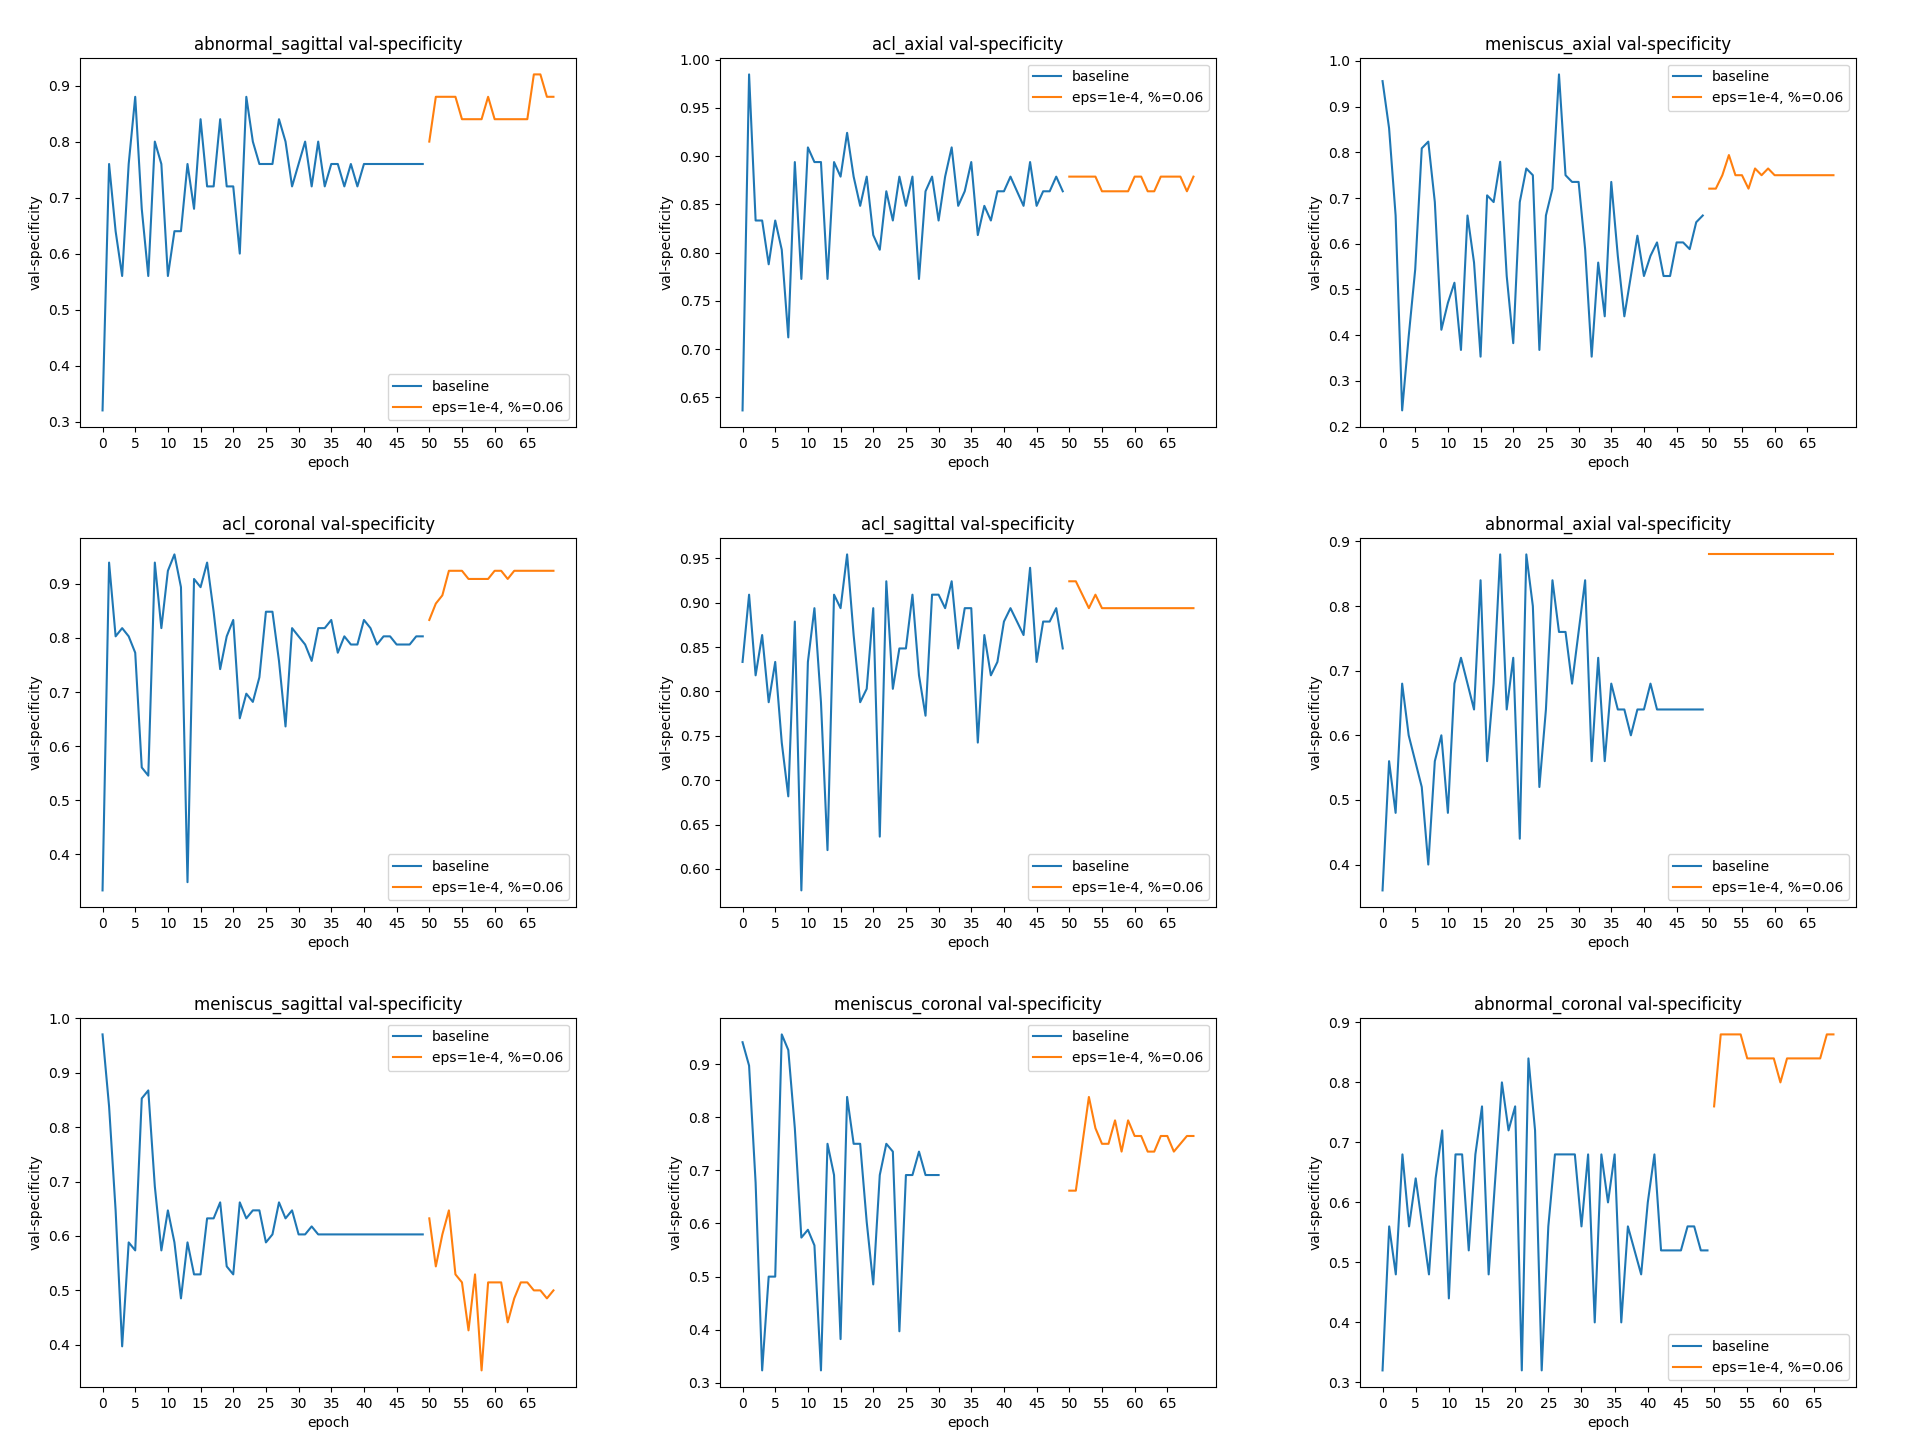 abnormal_sagittal val-specificity
val-specificity
0.9
0.8
0.7
0.6
0.5
0.4
0.3
baseline
eps=1e-4, %=0.06
0 5 10 15 20 25 30 35 40 45 50 55 60 65
epoch
acl_axial val-specificity
val-specificity
1.00
0.95
0.90
0.85
0.80
0.75
0.70
0.65
baseline
eps=1e-4, %=0.06
0 5 10 15 20 25 30 35 40 45 50 55 60 65
epoch
meniscus_axial val-specificity
val-specificity
1.0
0.9
0.8
0.7
0.6
0.5
0.4
0.3
0.2
baseline
eps=1e-4, %=0.06
0 5 10 15 20 25 30 35 40 45 50 55 60 65
epoch
acl_coronal val-specificity
val-specificity
0.9
0.8
0.7
0.6
0.5
0.4
baseline
eps=1e-4, %=0.06
0 5 10 15 20 25 30 35 40 45 50 55 60 65
epoch
acl_sagittal val-specificity
val-specificity
0.95
0.90
0.85
0.80
0.75
0.70
0.65
0.60
baseline
eps=1e-4, %=0.06
0 5 10 15 20 25 30 35 40 45 50 55 60 65
epoch
abnormal_axial val-specificity
val-specificity
0.9
0.8
0.7
0.6
0.5
0.4
baseline
eps=1e-4, %=0.06
0 5 10 15 20 25 30 35 40 45 50 55 60 65
epoch
meniscus_sagittal val-specificity
val-specificity
1.0
0.9
0.8
0.7
0.6
0.5
0.4
baseline
eps=1e-4, %=0.06
0 5 10 15 20 25 30 35 40 45 50 55 60 65
epoch
meniscus_coronal val-specificity
val-specificity
0.9
0.8
0.7
0.6
0.5
0.4
0.3
baseline
eps=1e-4, %=0.06
0 5 10 15 20 25 30 35 40 45 50 55 60 65
epoch
abnormal_coronal val-specificity
val-specificity
0.9
0.8
0.7
0.6
0.5
0.4
0.3
baseline
eps=1e-4, %=0.06
0 5 10 15 20 25 30 35 40 45 50 55 60 65
epoch